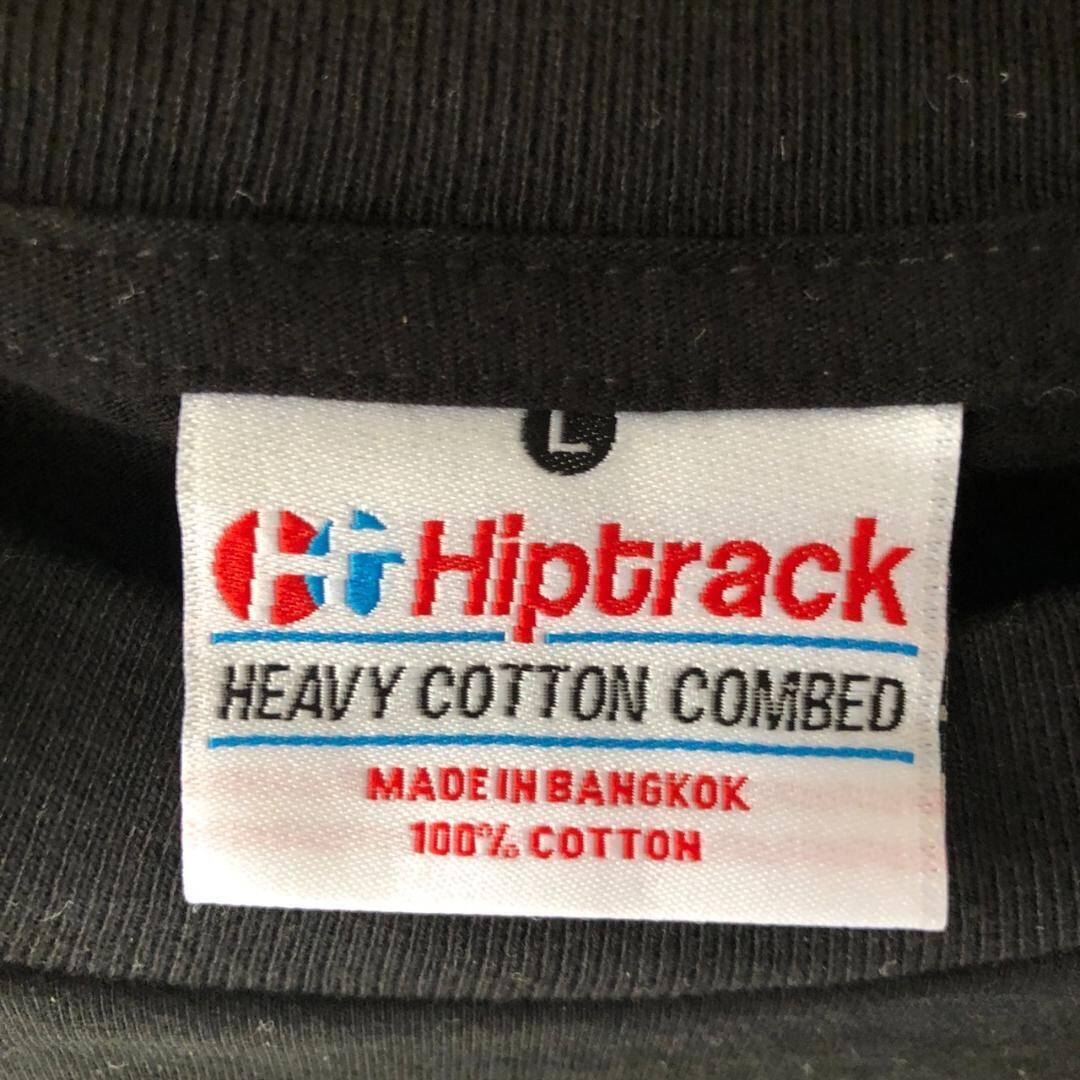 L
Hiptrack
HEAVY COTTON COMBED
MADE IN BANGKOK
100% COTTON